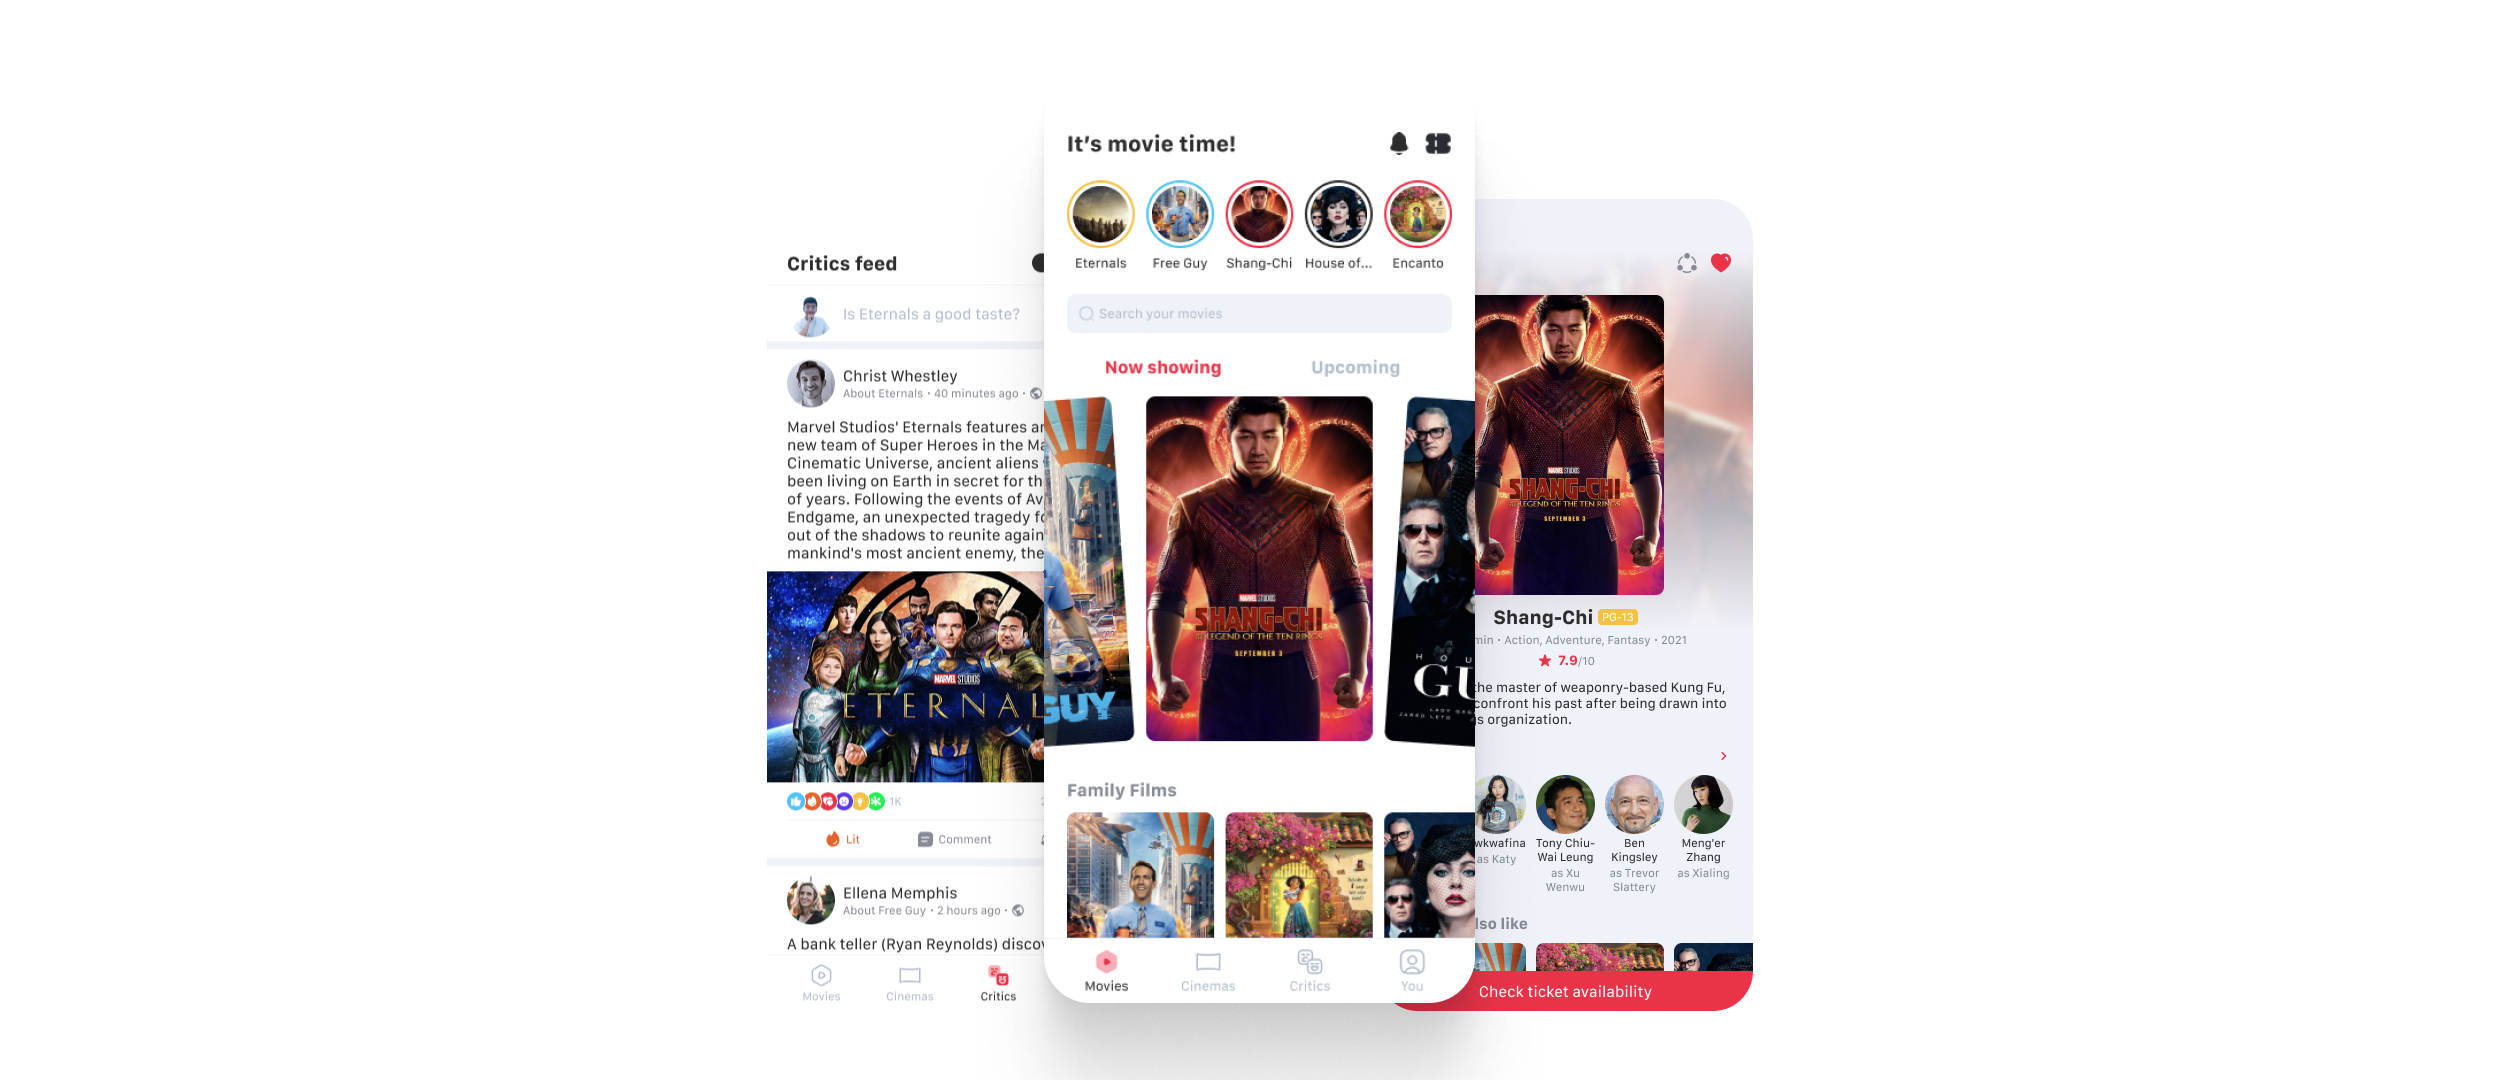 Critics feed
Is Eternals a good taste?
Christ Whestley
About Eternals • 40 minutes ago •
Marvel Studios' Eternals features
new team of Super Heroes in the
Cinematic Universe, ancient aliens
been living on Earth in secret for
of years. Following the events of
Endgame, an unexpected tragedy
out of the shadows to reunite again
mankind's most ancient enemy, the
MARVEL STUDIOS
ETERNAL
1K
Lit
Comment
Ellena Memphis
About Free Guy • 2 hours ago •
A bank teller (Ryan Reynolds)
Movies
Cinemas
Critics
It's movie time!
Eternals
Free Guy
Shang-Chi
House of...
Encanto
Search your movies
Now showing
Upcoming
GUY
MARVEL STUDIOS
SHANG-CHI
AND THE LEGEND OF THE TEN RINGS
SEPTEMBER 3
HOU
GU
LADY
JARED LETO
Family Films
Movies
Cinemas
Critics
You
MARVEL STUDIOS
SHANG-CHI
AND THE LEGEND OF THE TEN RINGS
SEPTEMBER 3
Shang-Chi PG-13
min • Action, Adventure, Fantasy • 2021
7.9/10
the master of weaponry-based Kung Fu,
confront his past after being drawn into
s organization.
wkwafina
as Katy
Tony Chiu-
Wai Leung
as Xu
Wenwu
Ben
Kingsley
as Trevor
Slattery
Meng'er
Zhang
as Xialing
lso like
Check ticket availability